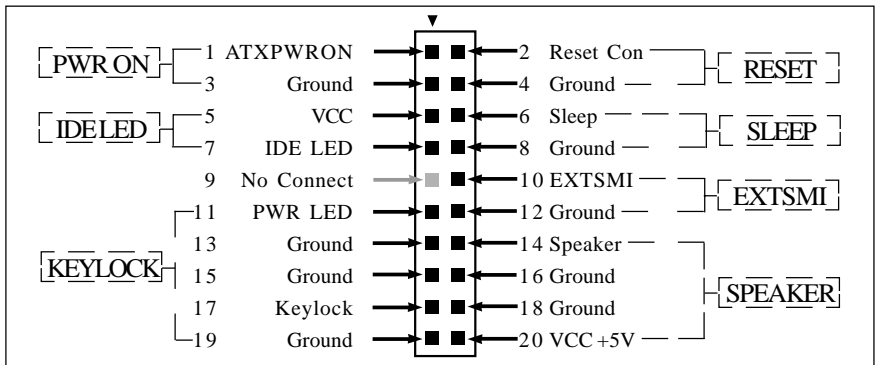 1 ATXPWRON 2 Reset Con
PWR ON RESET
3 Ground 4 Ground
5 VCC 6 Sleep
IDE LED SLEEP
7 IDE LED 8 Ground
9 No Connect 10 EXTSMI
EXTSMI
11 PWR LED 12 Ground
13 Ground 14 Speaker
KEYLOCK
15 Ground 16 Ground
SPEAKER
17 Keylock 18 Ground
19 Ground 20 VCC +5V